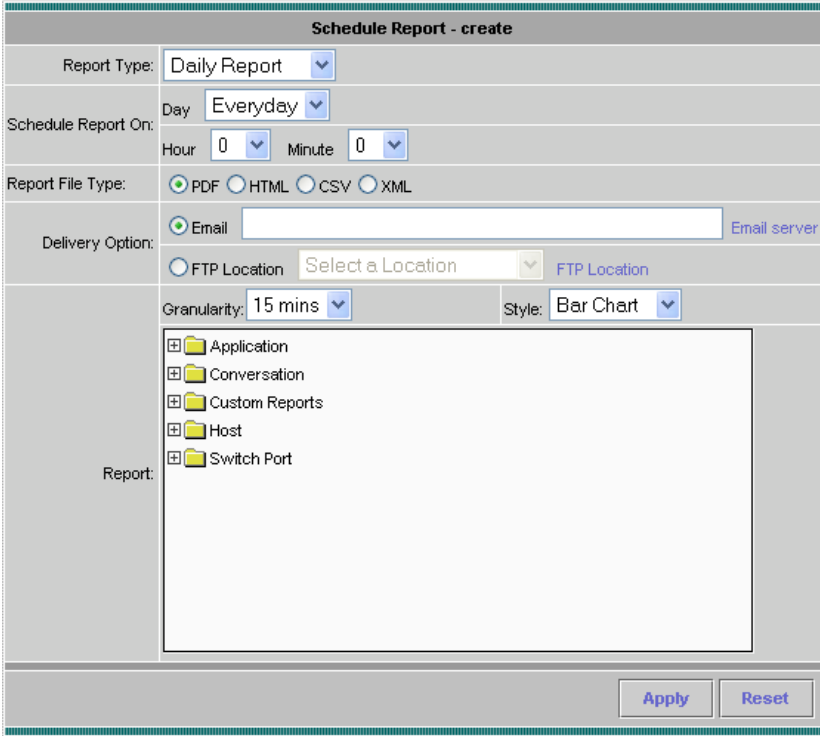 Schedule Report - create
Report Type: Daily Report
Schedule Report On: Day Everyday
Hour 0 Minute 0
Report File Type: PDF HTML CSV XML
Delivery Option: Email Email server
FTP Location Select a Location FTP Location
Granularity: 15 mins Style: Bar Chart
Report:
Application
Conversation
Custom Reports
Host
Switch Port
Apply Reset